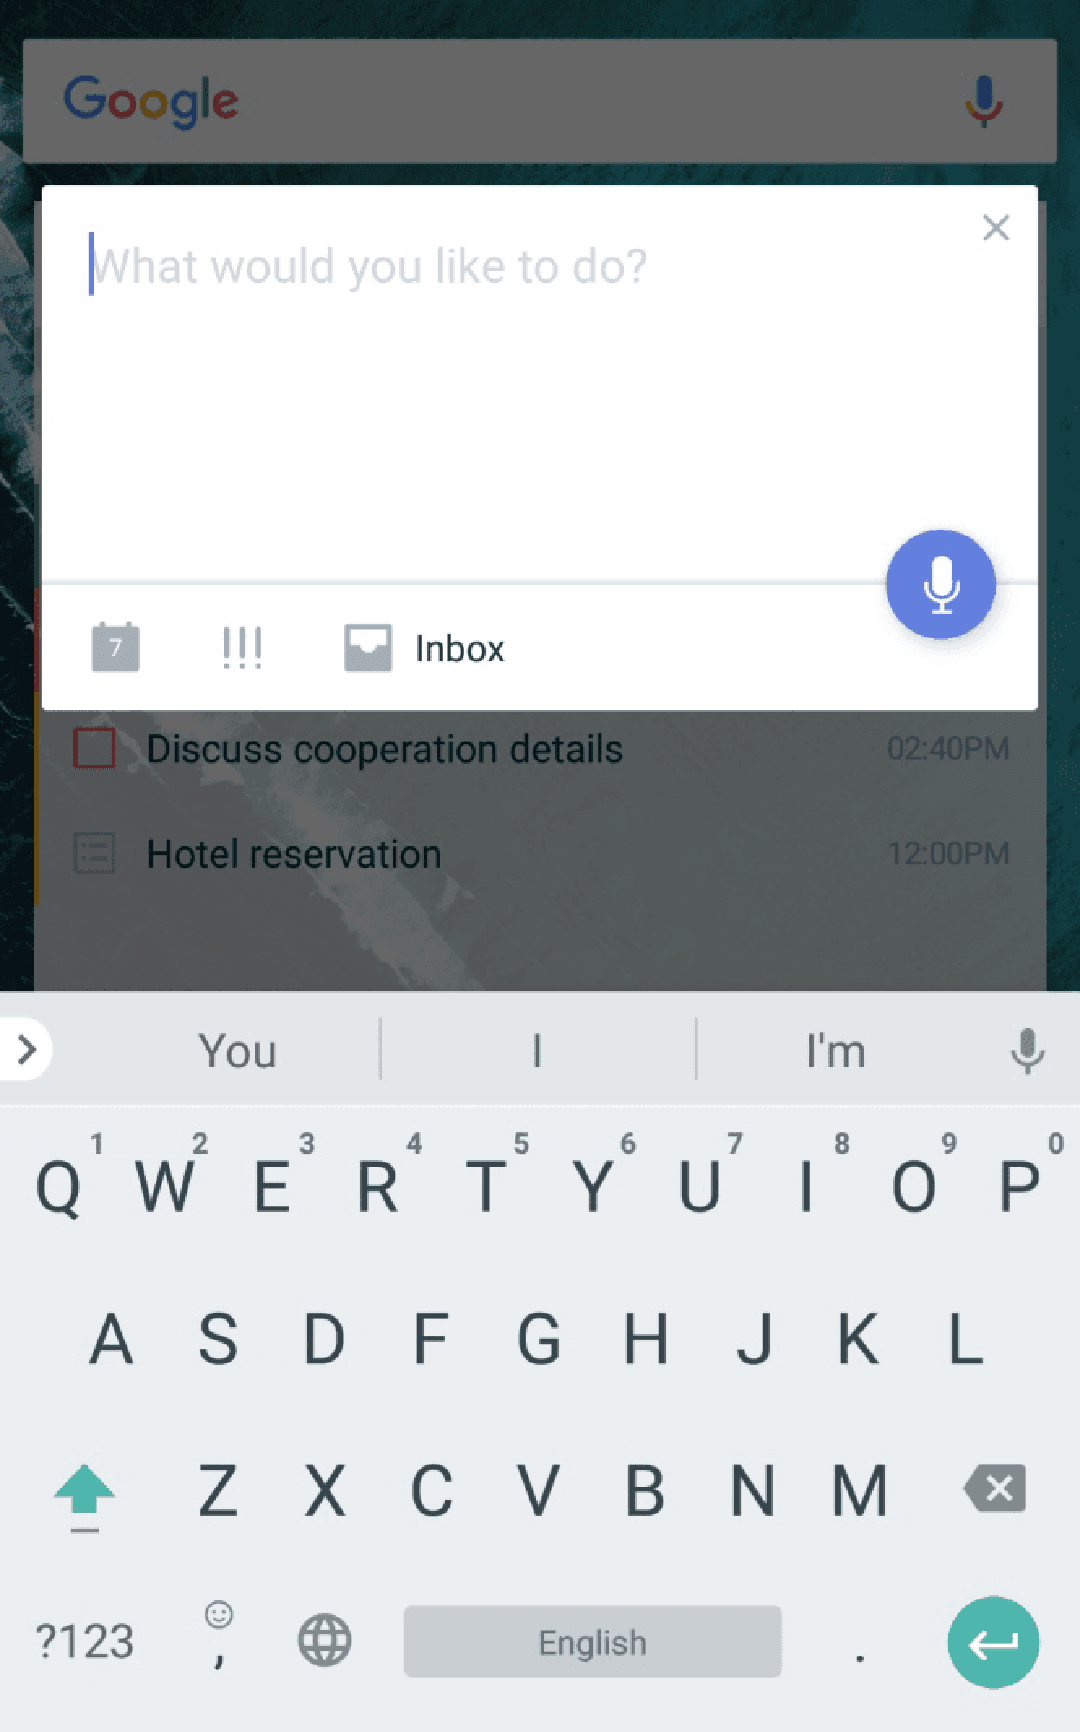 Google
What would you like to do?
7 !!! Inbox
Discuss cooperation details 02:40PM
Hotel reservation 12:00PM
You I I'm
1 2 3 4 5 6 7 8 9 0
Q W E R T Y U I O P
A S D F G H J K L
Z X C V B N M
?123 , English .